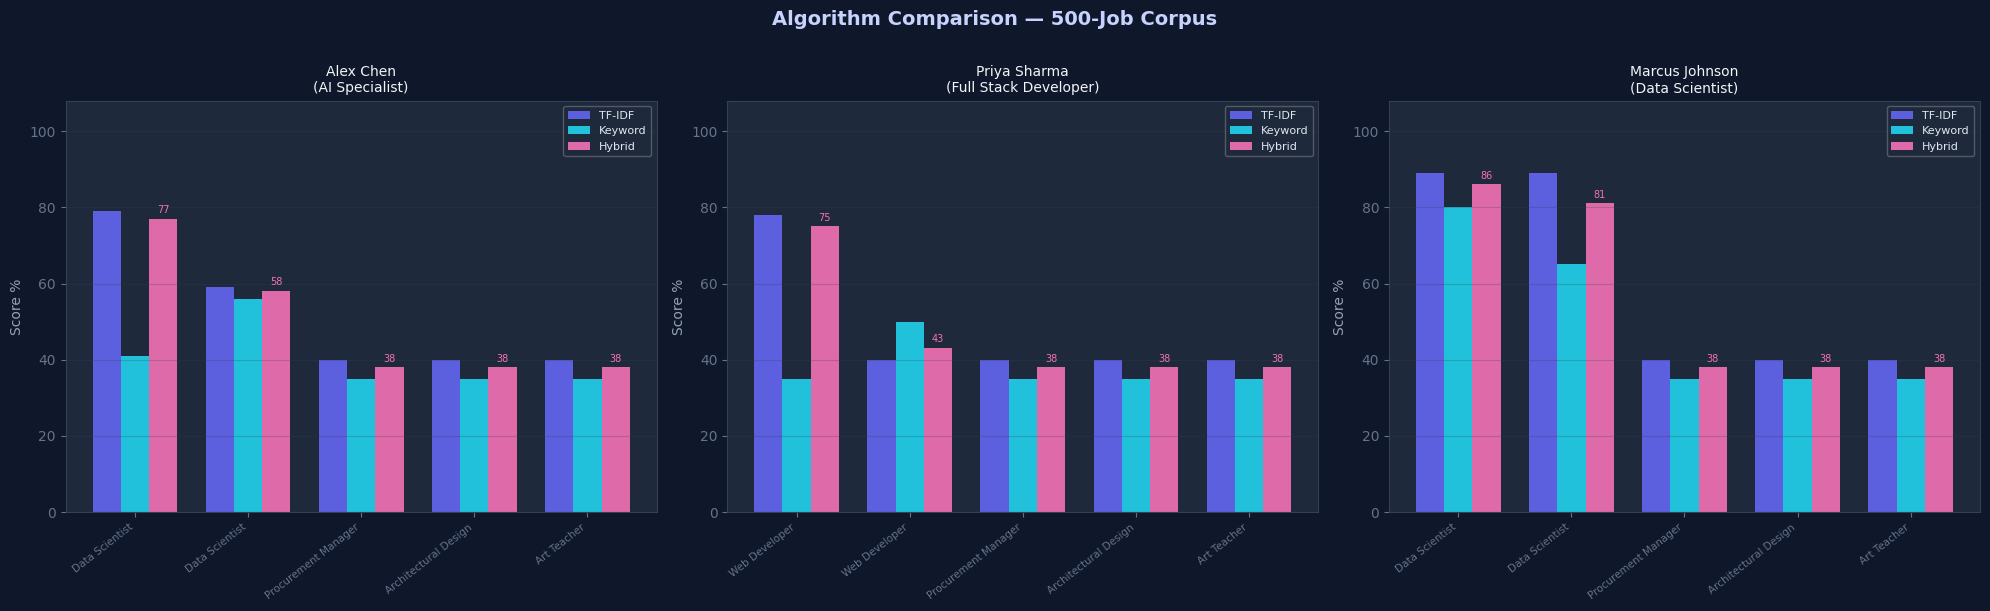 Algorithm Comparison — 500-Job Corpus
Alex Chen
(AI Specialist)
Score %
100
80
60
40
20
0
TF-IDF
Keyword
Hybrid
77
58
38
38
38
Data Scientist
Data Scientist
Procurement Manager
Architectural Design
Art Teacher
Priya Sharma
(Full Stack Developer)
Score %
100
80
60
40
20
0
TF-IDF
Keyword
Hybrid
75
43
38
38
38
Web Developer
Web Developer
Procurement Manager
Architectural Design
Art Teacher
Marcus Johnson
(Data Scientist)
Score %
100
80
60
40
20
0
TF-IDF
Keyword
Hybrid
86
81
38
38
38
Data Scientist
Data Scientist
Procurement Manager
Architectural Design
Art Teacher